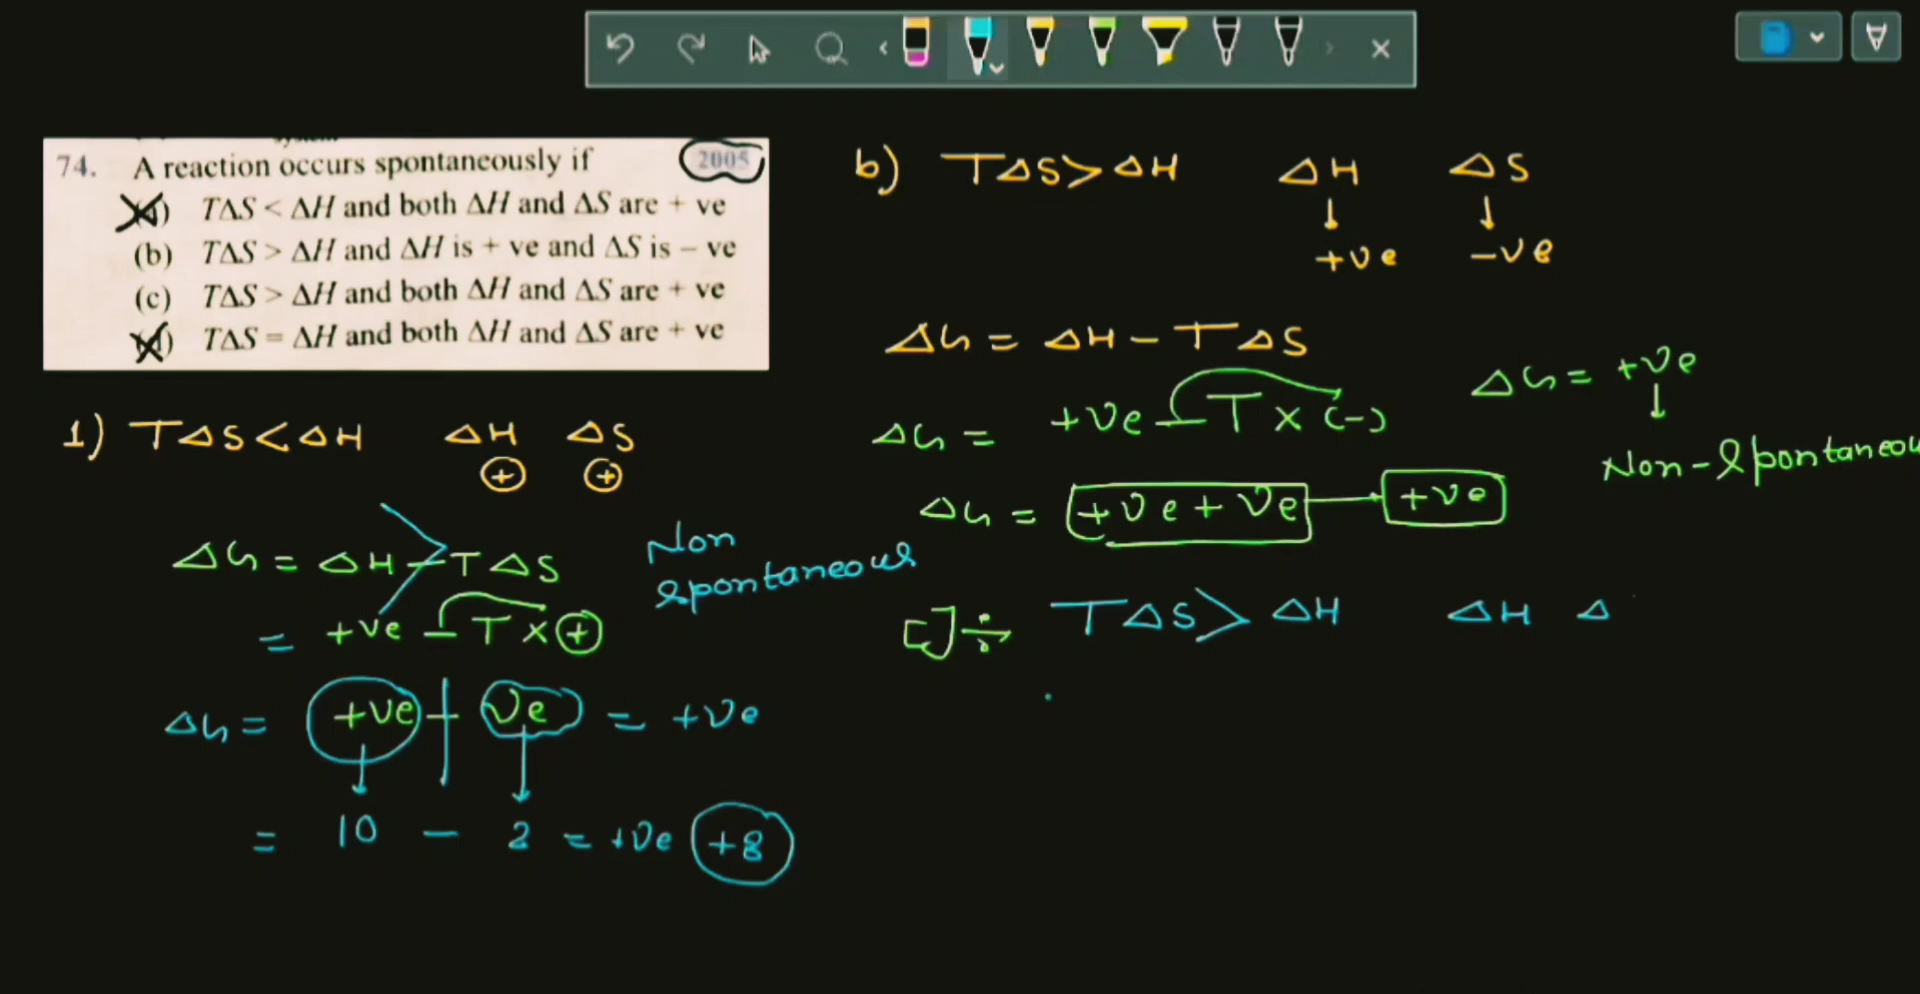 74. A reaction occurs spontaneously if 2005
TΔS < ΔH and both ΔH and ΔS are + ve
(b) TΔS > ΔH and ΔH is + ve and ΔS is – ve
(c) TΔS > ΔH and both ΔH and ΔS are + ve
TΔS = ΔH and both ΔH and ΔS are + ve
1) TΔS < ΔH ΔH ΔS
+ +
ΔG = ΔH - TΔS
= +ve - T × +
Non
spontaneous
ΔG = +ve - ve = +ve
= 10 - 2 = +ve +8
b) TΔS > ΔH ΔH ΔS
+ve -ve
ΔG = ΔH - TΔS
ΔG = +ve - T × (-)
ΔG = +ve + ve +ve
ΔG = +ve
Non-Spontaneou
C] ÷ TΔS > ΔH ΔH Δ